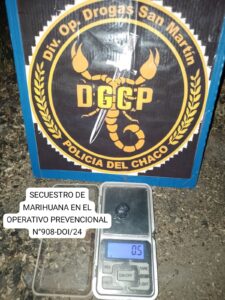 Div. Op. Drogas San Martin
DGCP
POLICIA DEL CHACO
SECUESTRO DE
MARIHUANA EN EL
OPERATIVO PREVENCIONAL
N°908-DOI/24
0.5